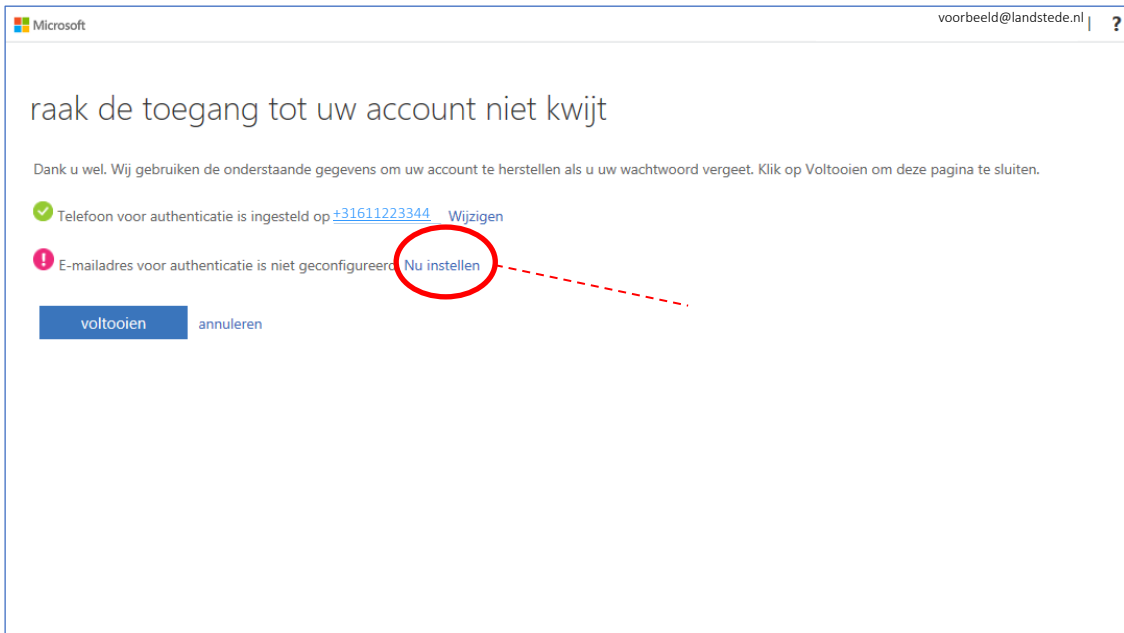 Microsoft
voorbeeld@landstede.nl | ?
raak de toegang tot uw account niet kwijt
Dank u wel. Wij gebruiken de onderstaande gegevens om uw account te herstellen als u uw wachtwoord vergeet. Klik op Voltooien om deze pagina te sluiten.
Telefoon voor authenticatie is ingesteld op +31611223344 Wijzigen
! E-mailadres voor authenticatie is niet geconfigureerd Nu instellen
voltooien annuleren